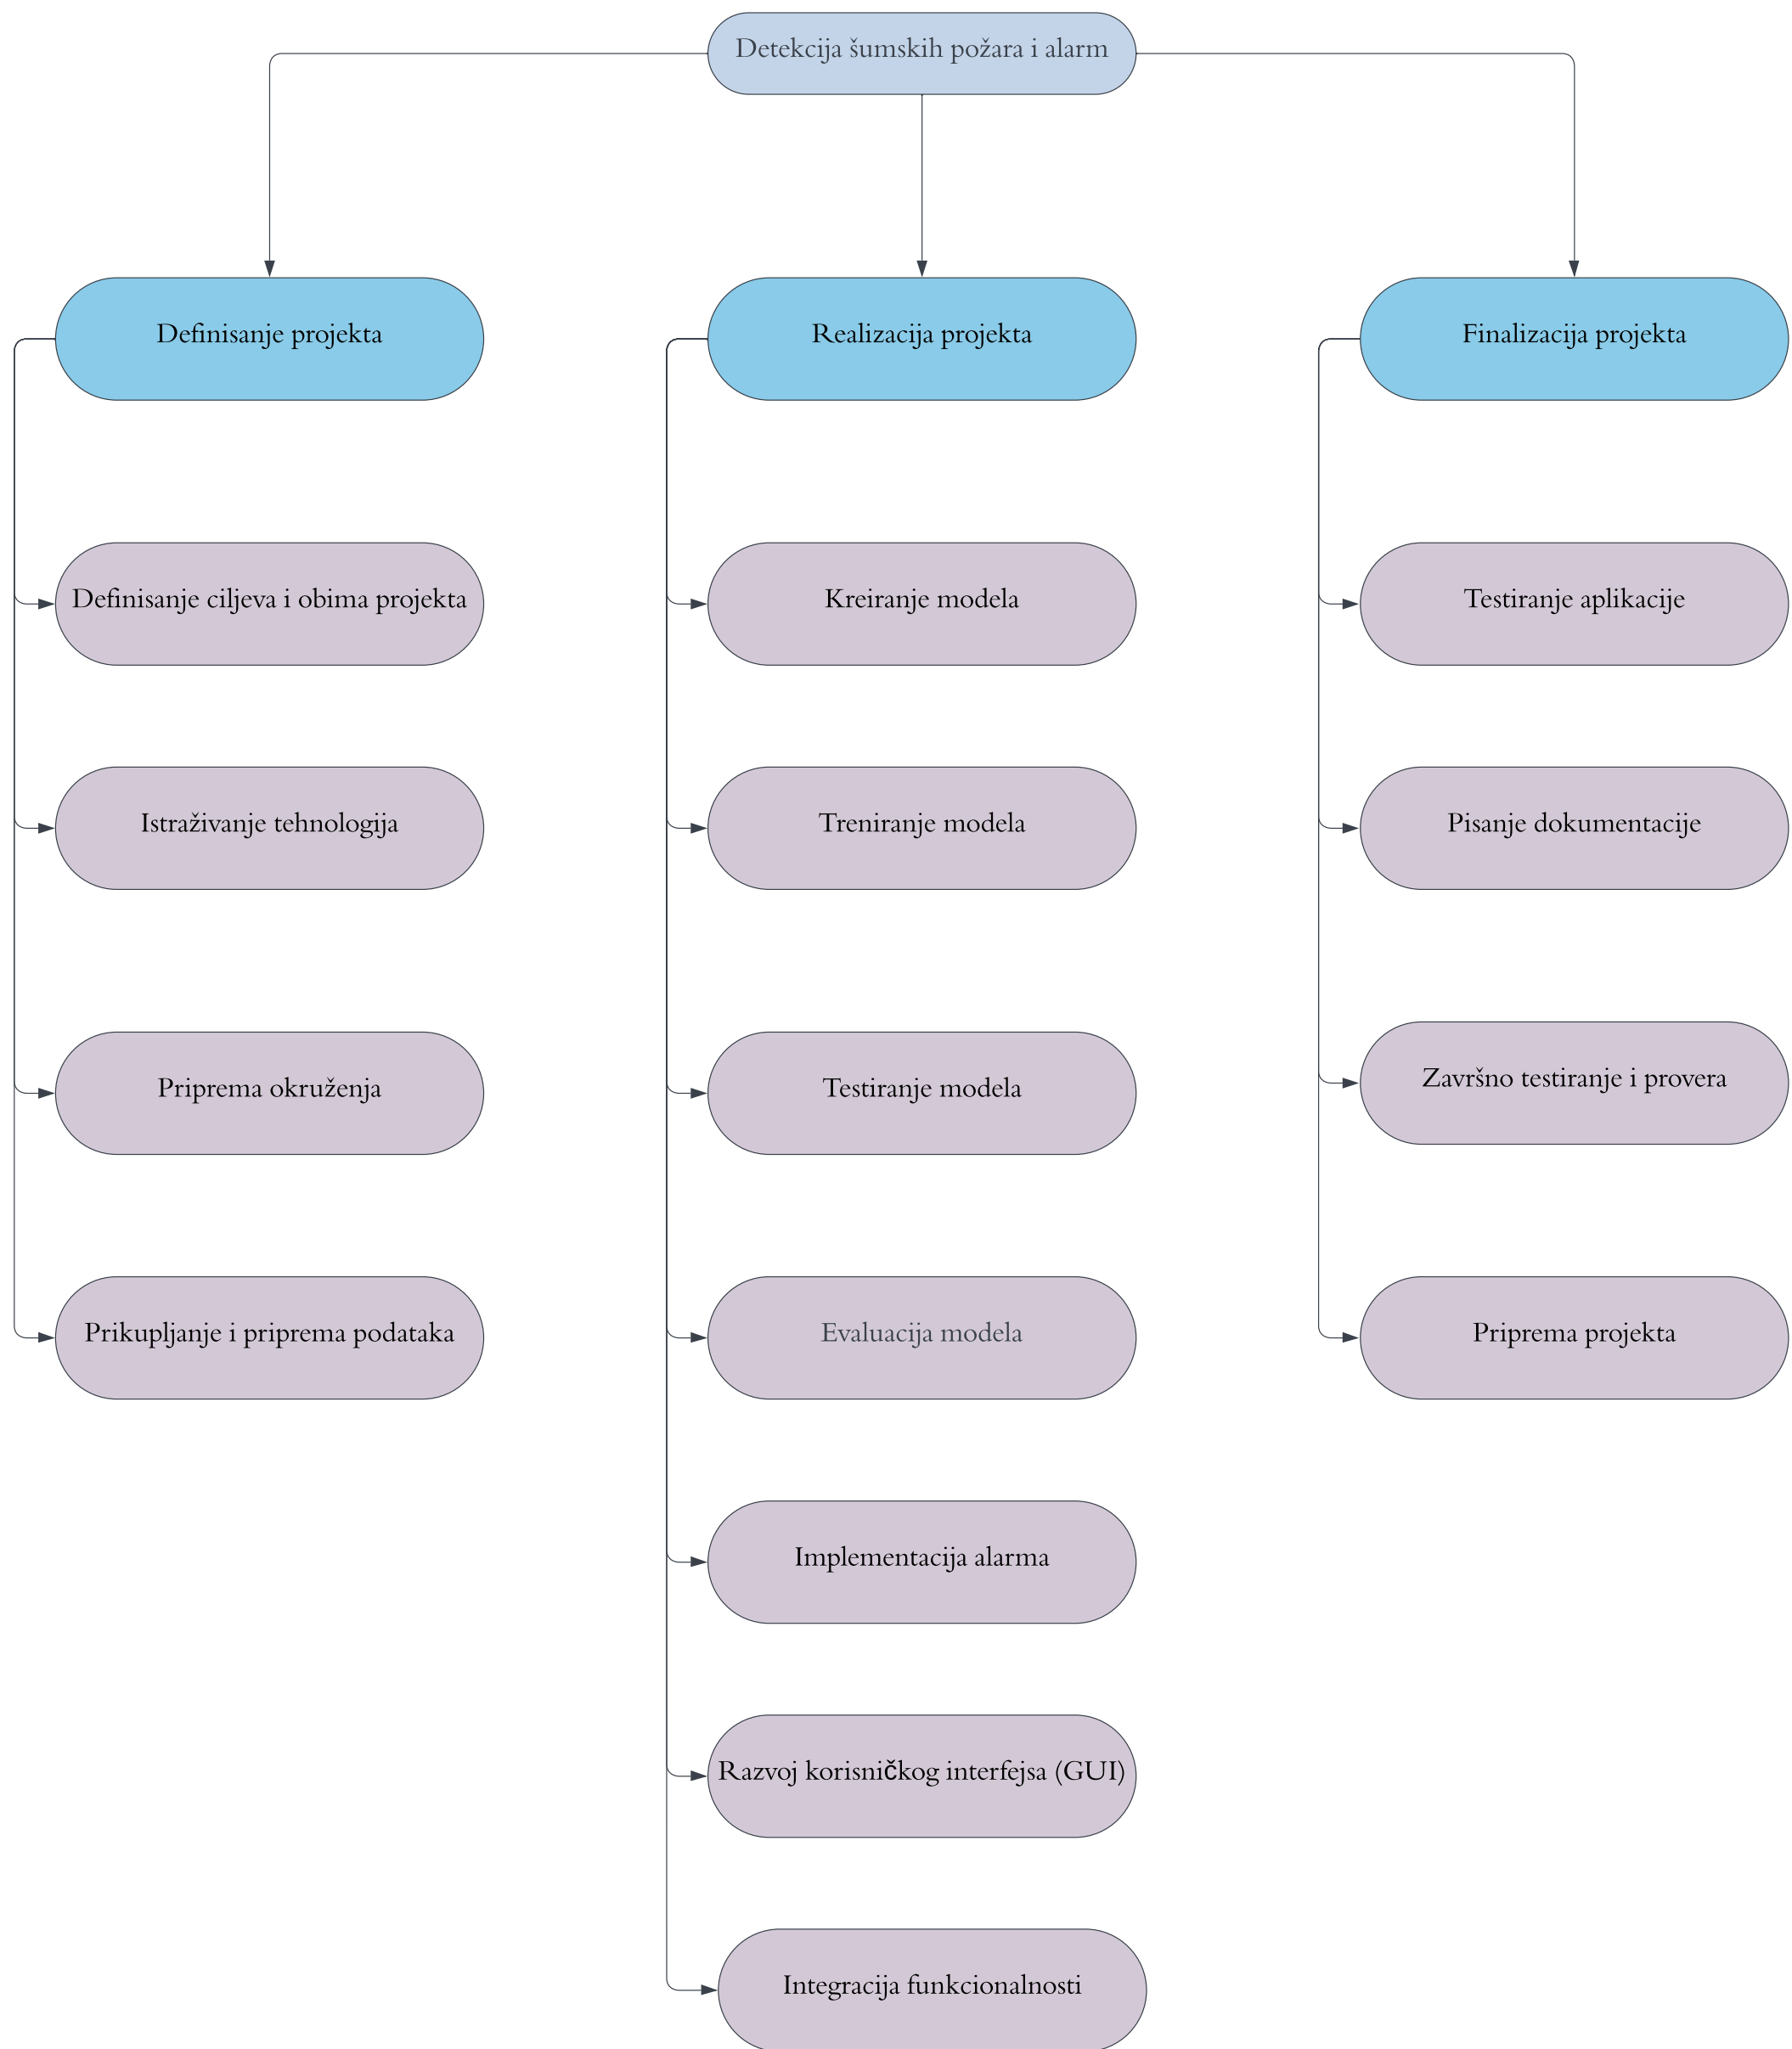 Detekcija šumskih požara i alarm
Definisanje projekta
Realizacija projekta
Finalizacija projekta
Definisanje ciljeva i obima projekta
Kreiranje modela
Testiranje aplikacije
Istraživanje tehnologija
Treniranje modela
Pisanje dokumentacije
Priprema okruženja
Testiranje modela
Završno testiranje i provera
Prikupljanje i priprema podataka
Evaluacija modela
Priprema projekta
Implementacija alarma
Razvoj korisničkog interfejsa (GUI)
Integracija funkcionalnosti